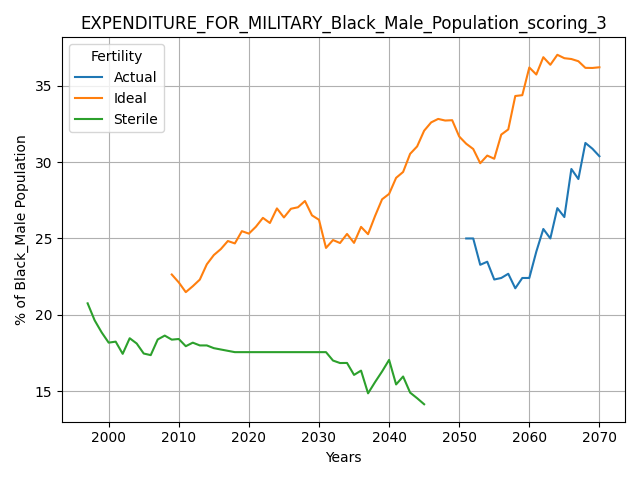 EXPENDITURE_FOR_MILITARY_Black_Male_Population_scoring_3
Fertility
Actual
Ideal
Sterile
% of Black_Male Population
35
30
25
20
15
2000 2010 2020 2030 2040 2050 2060 2070
Years